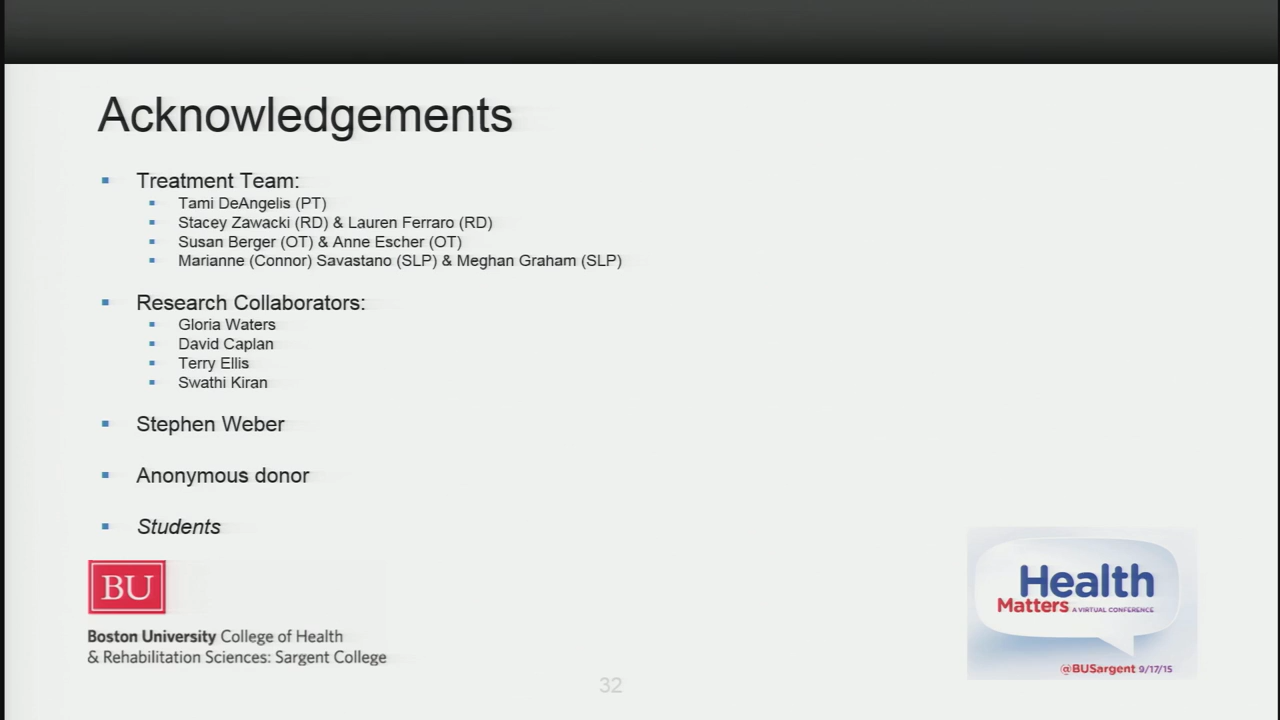 Acknowledgements
Treatment Team:
Tami DeAngelis (PT)
Stacey Zawacki (RD) & Lauren Ferraro (RD)
Susan Berger (OT) & Anne Escher (OT)
Marianne (Connor) Savastano (SLP) & Meghan Graham (SLP)
Research Collaborators:
Gloria Waters
David Caplan
Terry Ellis
Swathi Kiran
Stephen Weber
Anonymous donor
Students
BU
Boston University College of Health
& Rehabilitation Sciences: Sargent College
Health
Matters A VIRTUAL CONFERENCE
@BUSargent 9/17/15
32